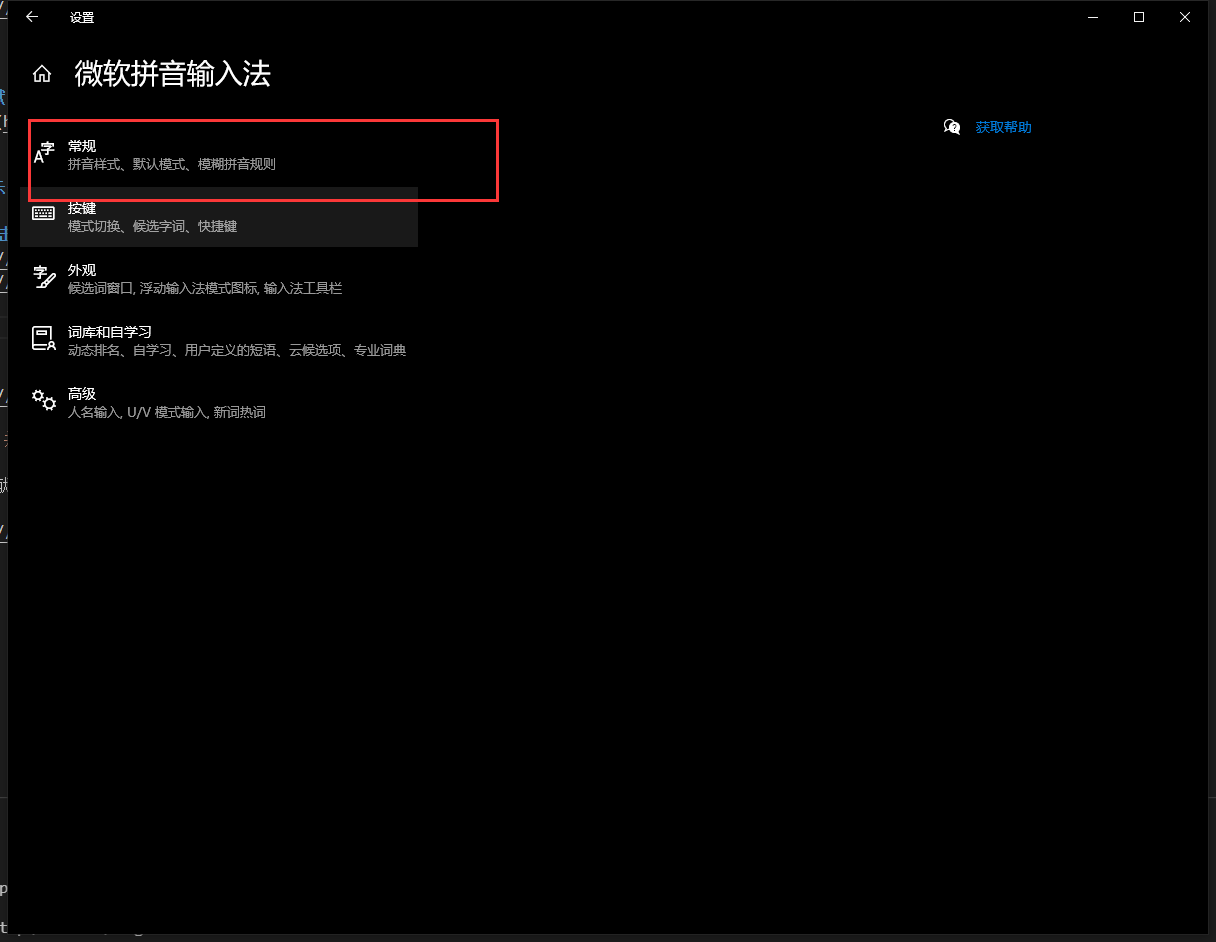 设置
微软拼音输入法
常规
拼音样式、默认模式、模糊拼音规则
获取帮助
按键
模式切换、候选字词、快捷键
外观
候选词窗口, 浮动输入法模式图标, 输入法工具栏
词库和自学习
动态排名、自学习、用户定义的短语、云候选项、专业词典
高级
人名输入, U/V 模式输入, 新词热词